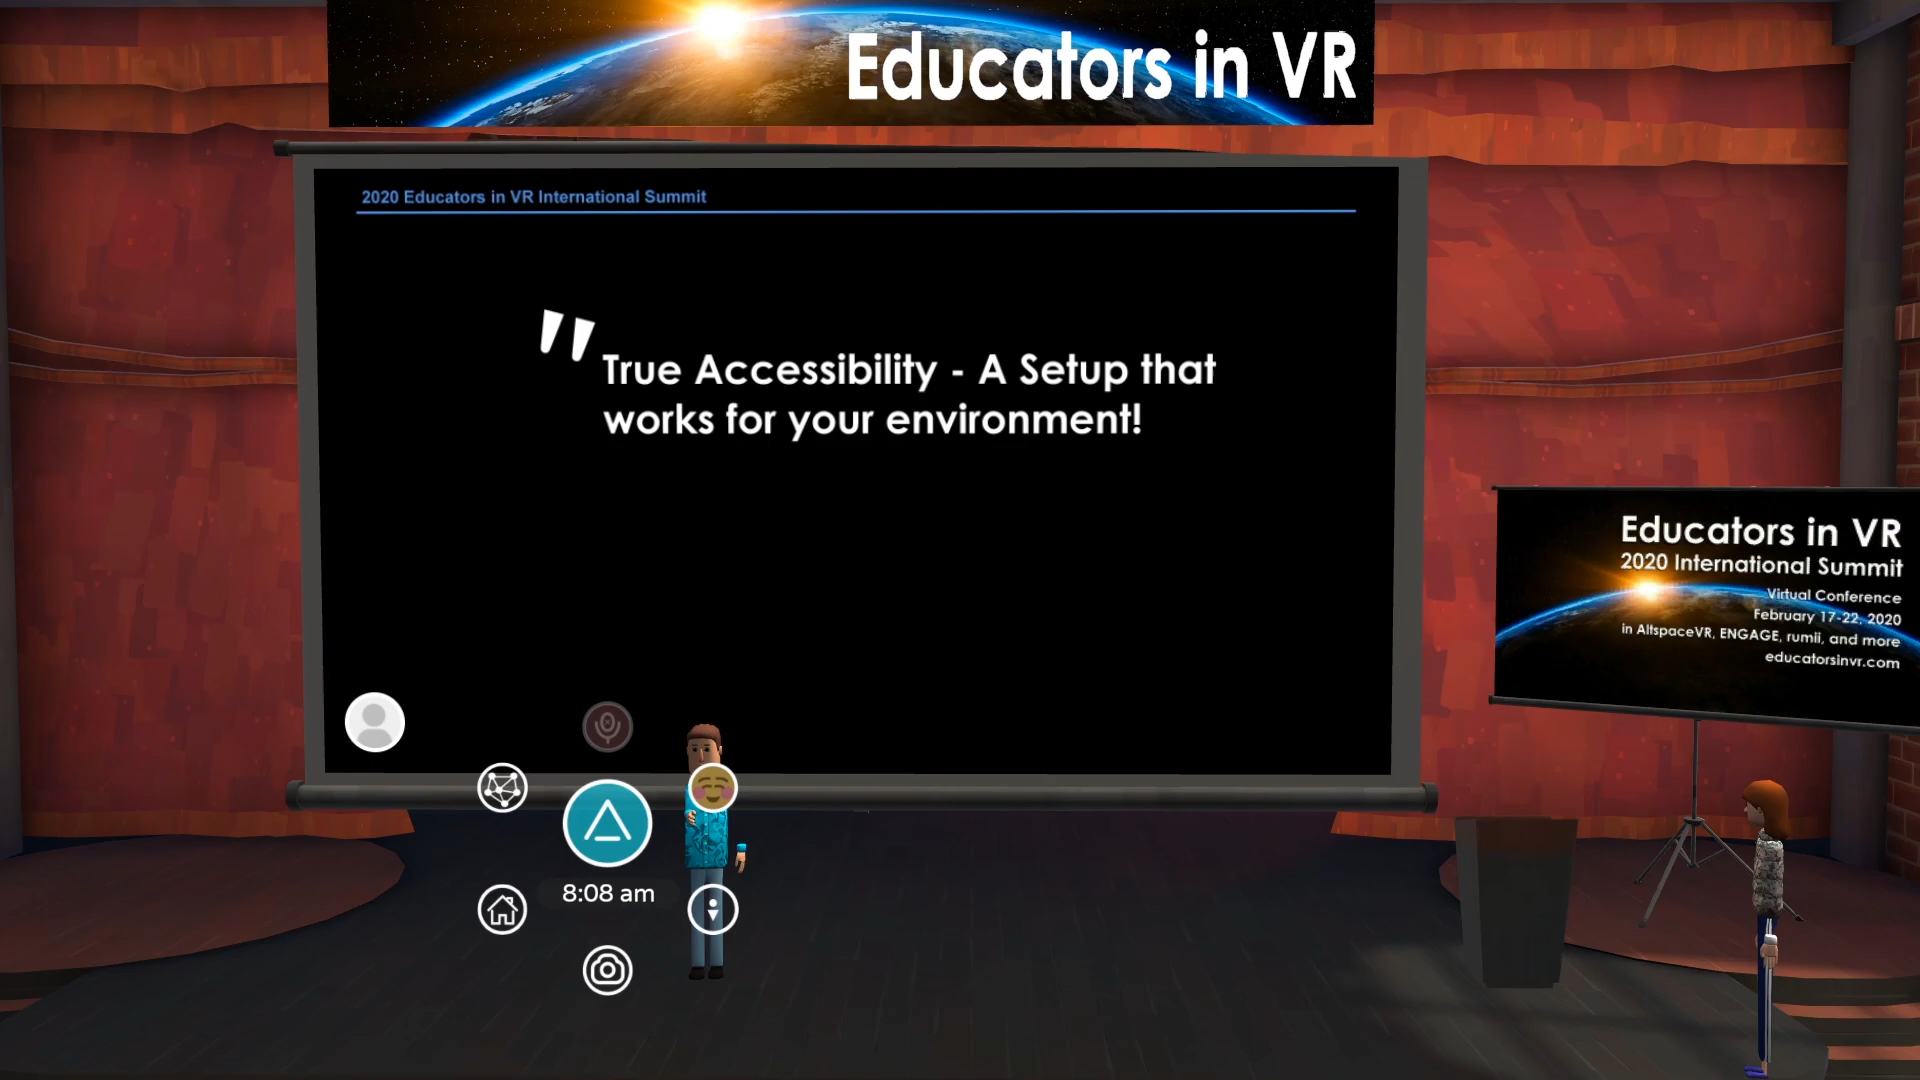 Educators in VR
2020 Educators in VR International Summit
"True Accessibility - A Setup that
works for your environment!
Educators in VR
2020 International Summit
Virtual Conference
February 17-22, 2020
in AltspaceVR, ENGAGE, rumii, and more
educatorsinvr.com
8:08 am